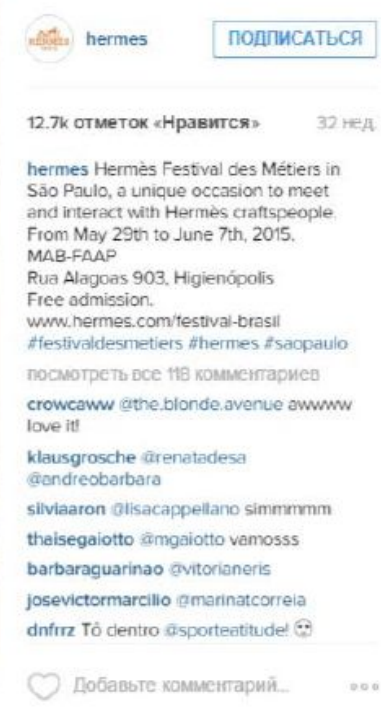 HERMES
hermes ПОДПИСАТЬСЯ
12.7k отметок «Нравится» 32 нед.
hermes Hermès Festival des Métiers in
São Paulo, a unique occasion to meet
and interact with Hermès craftspeople.
From May 29th to June 7th, 2015.
MAB-FAAP
Rua Alagoas 903, Higienópolis
Free admission.
www.hermes.com/festival-brasil
#festivaldesmetiers #hermes #saopaulo
посмотреть все 118 комментариев
crowcaww @the.blonde.avenue awwww
love it!
klausgrosche @renatadesa
@andreobarbara
silviaaron @lisacappellano simmmmm
thaisegaiotto @mgaiotto vamosss
barbaraguarinao @vitorianeris
josevictormarcilio @marinatcorreia
dnfrrz Tô dentro @sporteatitude!
Добавьте комментарий...